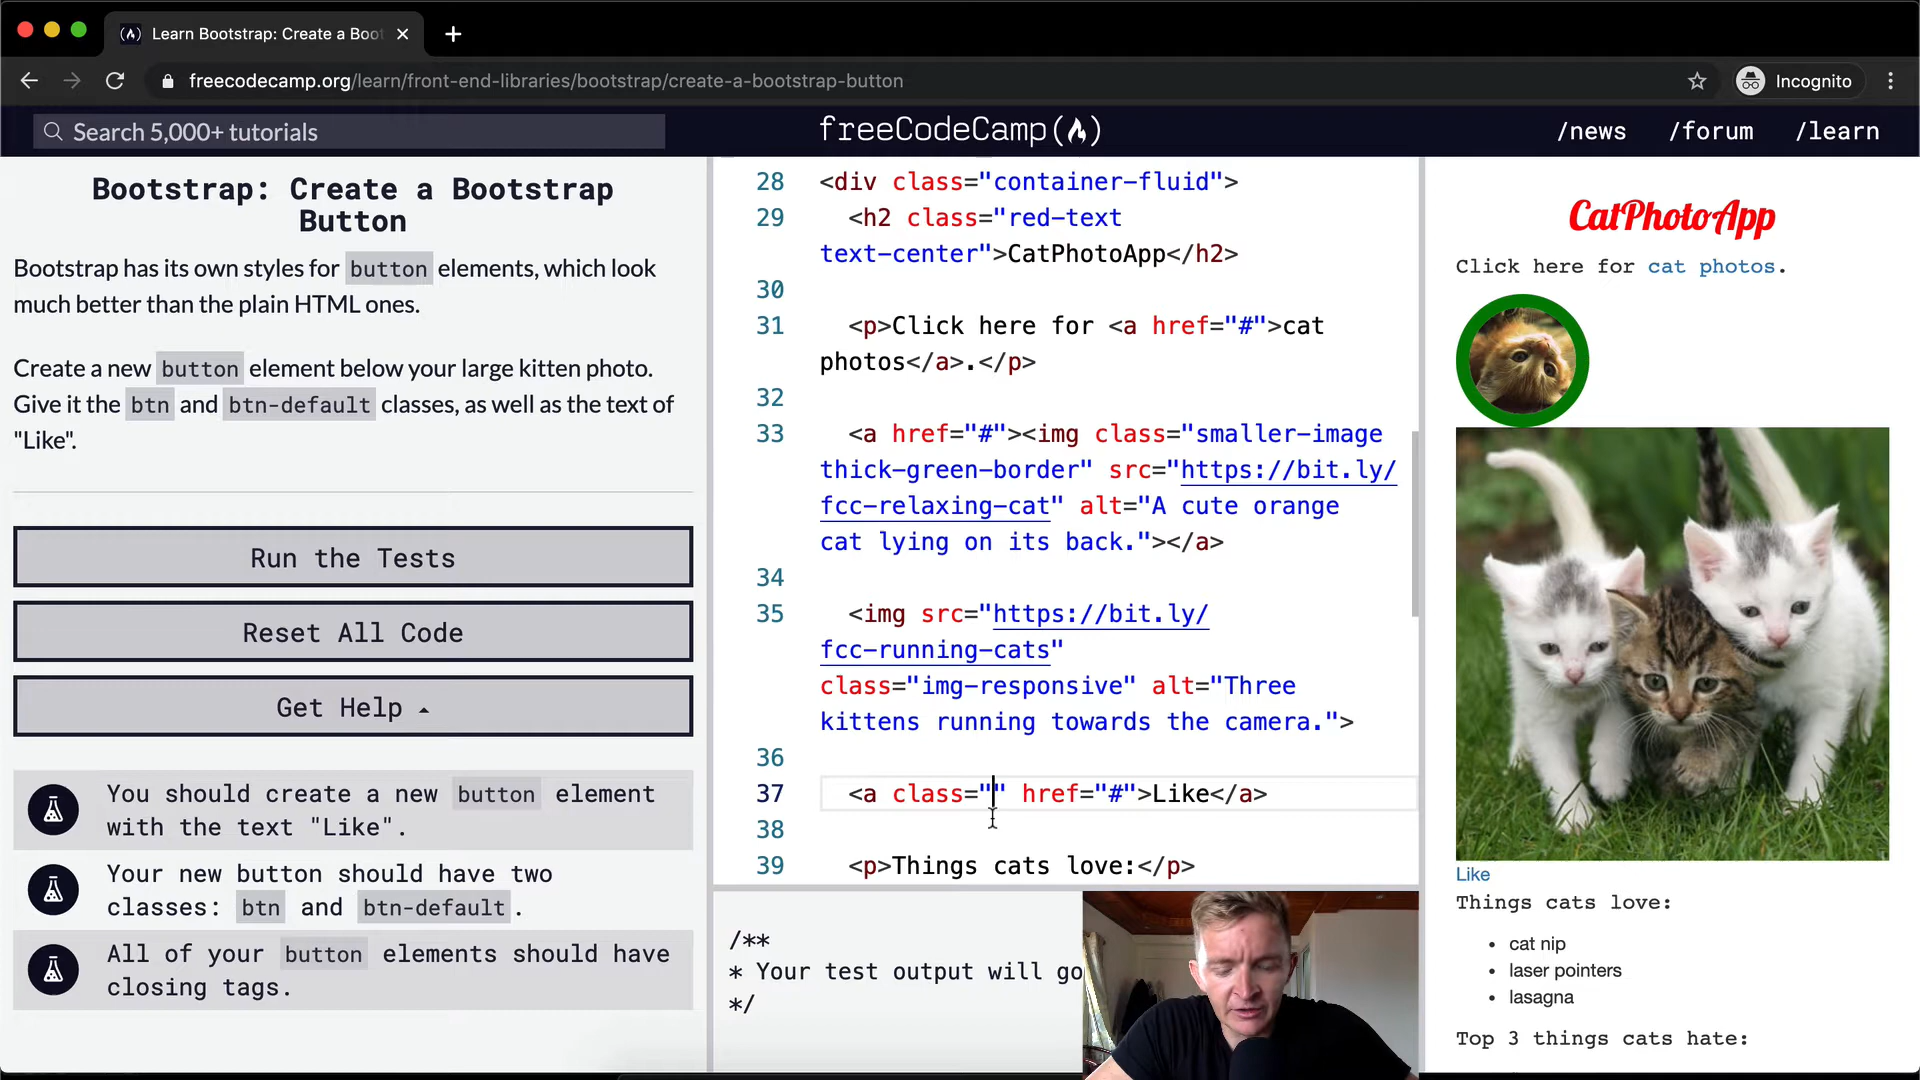 Learn Bootstrap: Create a Boot
freecodecamp.org/learn/front-end-libraries/bootstrap/create-a-bootstrap-button
Incognito
Search 5,000+ tutorials
freeCodeCamp
/news /forum /learn
Bootstrap: Create a Bootstrap
Button
Bootstrap has its own styles for button elements, which look
much better than the plain HTML ones.
Create a new button element below your large kitten photo.
Give it the btn and btn-default classes, as well as the text of
"Like".
Run the Tests
Reset All Code
Get Help
You should create a new button element
with the text "Like".
Your new button should have two
classes: btn and btn-default.
All of your button elements should have
closing tags.
28 <div class="container-fluid">
29 <h2 class="red-text
text-center">CatPhotoApp</h2>
30
31 <p>Click here for <a href="#">cat
photos</a>.</p>
32
33 <a href="#"><img class="smaller-image
thick-green-border" src="https://bit.ly/
fcc-relaxing-cat" alt="A cute orange
cat lying on its back."></a>
34
35 <img src="https://bit.ly/
fcc-running-cats"
class="img-responsive" alt="Three
kittens running towards the camera.">
36
37 <a class="" href="#">Like</a>
38
39 <p>Things cats love:</p>
/**
* Your test output will go
*/
CatPhotoApp
Click here for cat photos.
Like
Things cats love:
• cat nip
• laser pointers
• lasagna
Top 3 things cats hate: